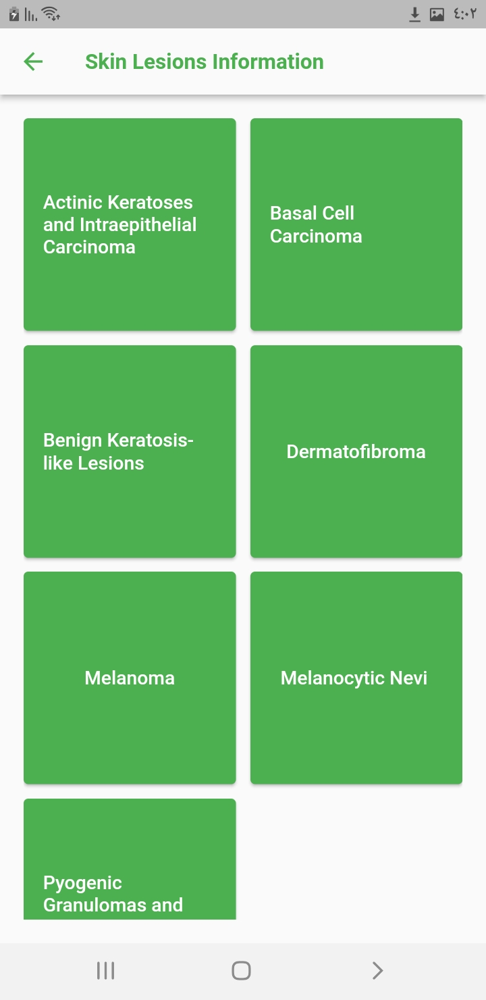 ٤:٠٢
Skin Lesions Information
Actinic Keratoses
and Intraepithelial
Carcinoma
Basal Cell
Carcinoma
Benign Keratosis-
like Lesions
Dermatofibroma
Melanoma
Melanocytic Nevi
Pyogenic
Granulomas and